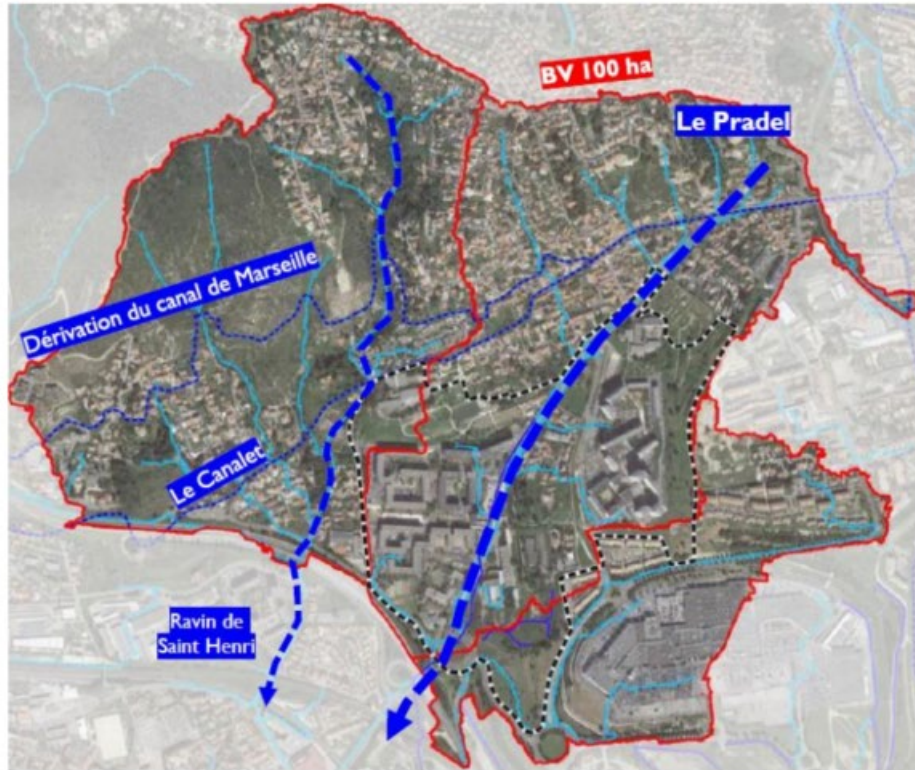 BV 100 ha
Le Pradel
Dérivation du canal de Marseille
Le Canalet
Ravin de
Saint Henri